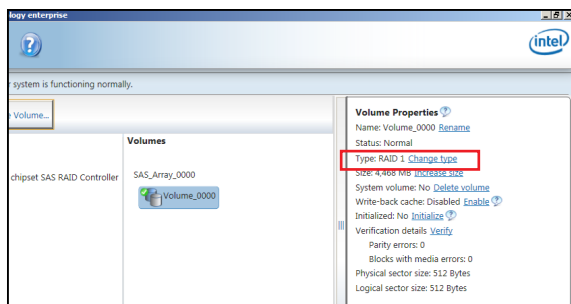 logy enterprise
intel
r system is functioning normally.
Volume...
Volumes
chipset SAS RAID Controller
SAS_Array_0000
Volume_0000
Volume Properties
Name: Volume_0000 Rename
Status: Normal
Type: RAID 1 Change type
Size: 4,468 MB Increase size
System volume: No Delete volume
Write-back cache: Disabled Enable
Initialized: No Initialize
Verification details Verify
Parity errors: 0
Blocks with media errors: 0
Physical sector size: 512 Bytes
Logical sector size: 512 Bytes